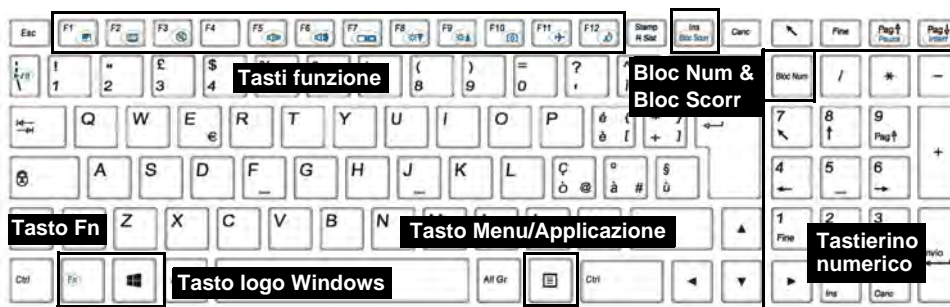 Esc F1 F2 F3 F4 F5 F6 F7 F8 F9 F10 F11 F12 Stamp R Sist Ins Bloc Scorr Canc Fine Pag Pausa Pag
Tasti funzione
! 1 " 2 £ 3 $ 4 ( 8 ) 9 = 0 ? '
Bloc Num &
Bloc Scorr
Bloc Num / * -
Q W E € R T Y U I O P é è { [ * + ] 7 8 9 Pag +
A S D F G H J K L ç ò @ ° à # § ù 4 5 6
Tasto Fn
Z X C V B N
Tasto Menu/Applicazione
1 Fine 2 3
Tastierino
numerico
Ctrl Fn
Tasto logo Windows
Alt Gr Ctrl Ins Canc